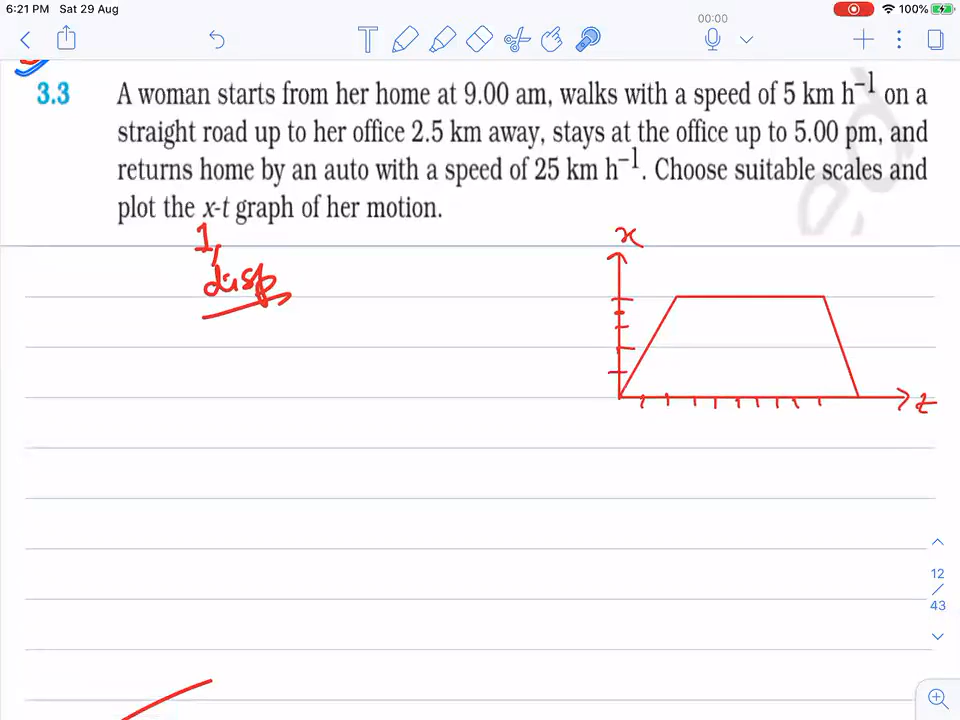 6:21 PM Sat 29 Aug
100%
00:00
T
3.3 A woman starts from her home at 9.00 am, walks with a speed of 5 km h⁻¹ on a
straight road up to her office 2.5 km away, stays at the office up to 5.00 pm, and
returns home by an auto with a speed of 25 km h⁻¹. Choose suitable scales and
plot the x-t graph of her motion.
1,
disp
x
t
12
/
43